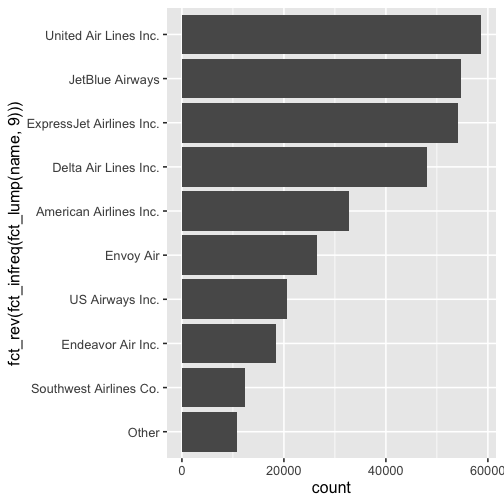 fct_rev(fct_infreq(fct_lump(name, 9)))
United Air Lines Inc.
JetBlue Airways
ExpressJet Airlines Inc.
Delta Air Lines Inc.
American Airlines Inc.
Envoy Air
US Airways Inc.
Endeavor Air Inc.
Southwest Airlines Co.
Other
0 20000 40000 60000
count